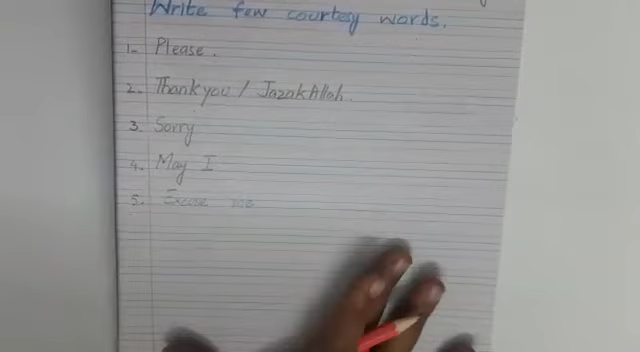 Write few courtesy words.
1. Please.
2. Thank you / JazakAllah.
3. Sorry
4. May I
5. Excuse me